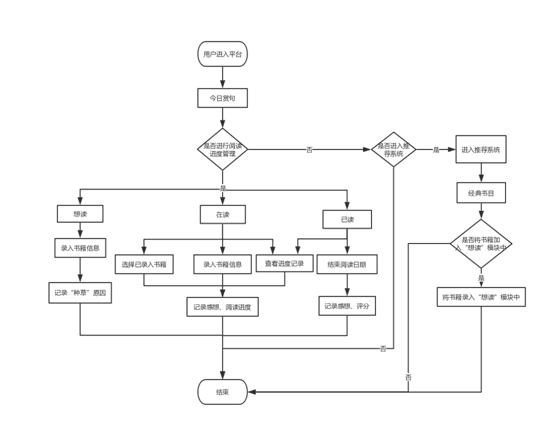 用户进入平台
今日赏句
是否进行阅读
进度管理
否
是否进入推
荐系统
是
进入推荐系统
经典书目
是
想读
在读
已读
是否将书籍加
入“想读”模块中
录入书籍信息
选择已录入书籍
录入书籍信息
查看进度记录
结束阅读日期
是
记录“种草”原因
记录感想、阅读进度
记录感想、评分
将书籍录入“想读”模块中
否
否
结束